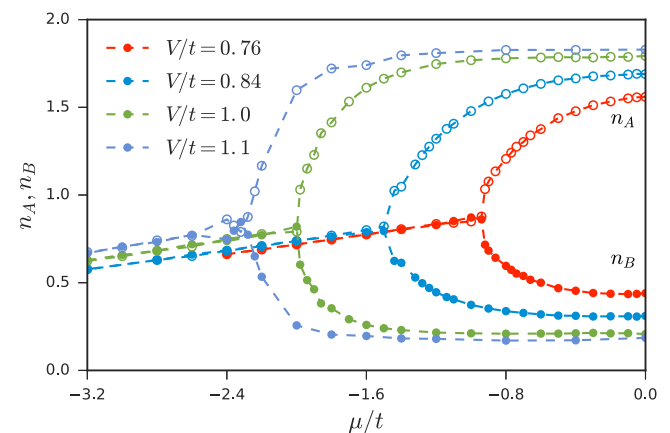 2.0
V/t = 0.76
V/t = 0.84
V/t = 1.0
V/t = 1.1
1.5
n_A
n_A, n_B
1.0
n_B
0.5
0.0
−3.2 −2.4 −1.6 −0.8 0.0
μ/t